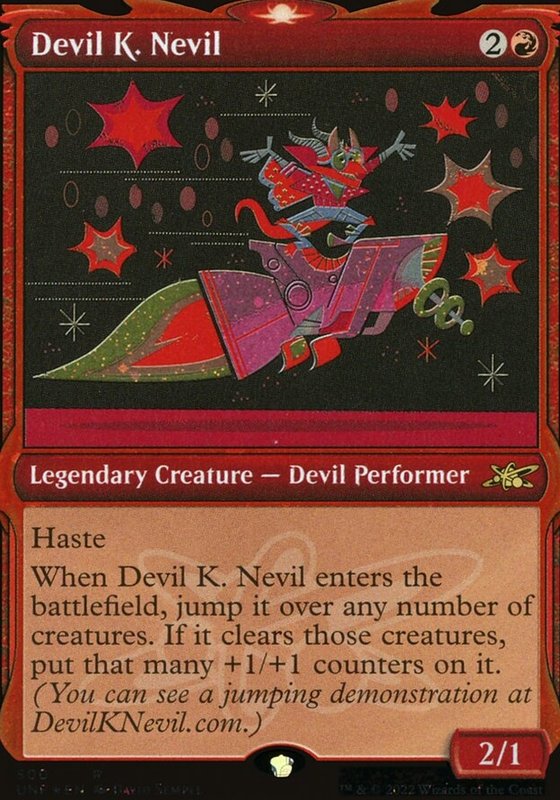 Devil K. Nevil 2
Legendary Creature — Devil Performer
Haste
When Devil K. Nevil enters the
battlefield, jump it over any number of
creatures. If it clears those creatures,
put that many +1/+1 counters on it.
(You can see a jumping demonstration at
DevilKNevil.com.)
2/1
™ & © 2022 Wizards of the Coast